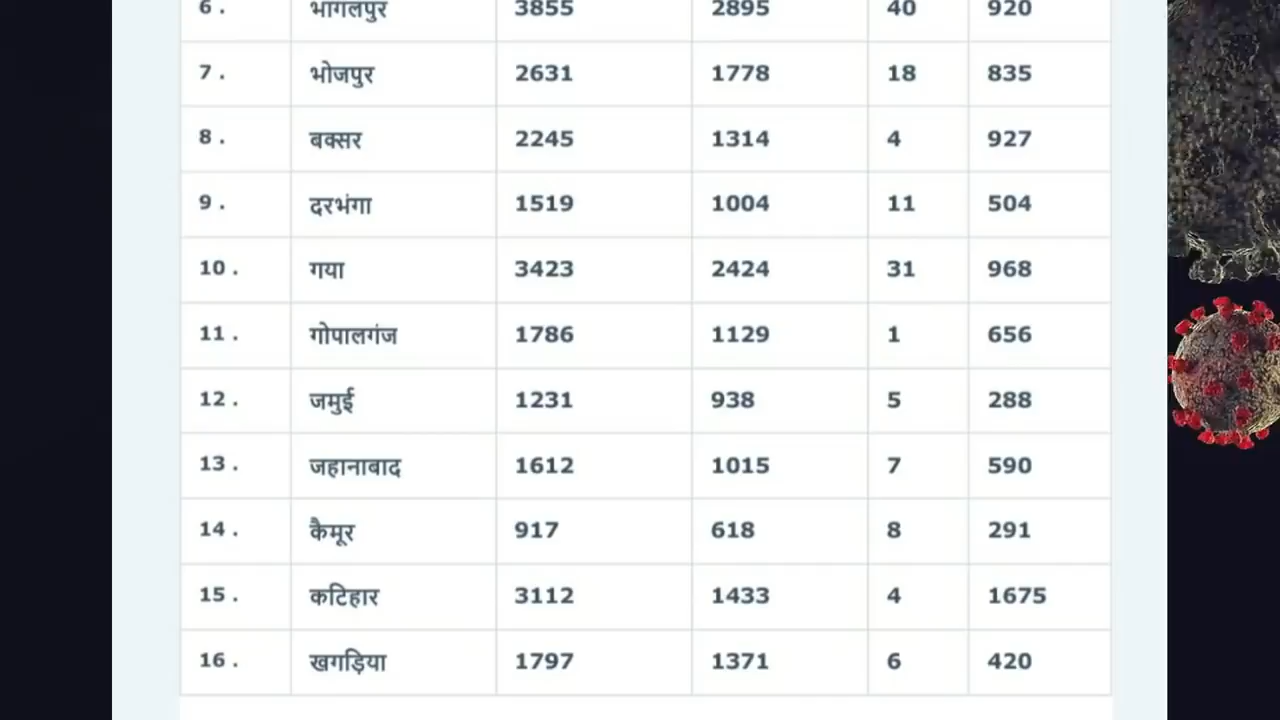 6 . भागलपुर 3855 2895 40 920
7 . भोजपुर 2631 1778 18 835
8 . बक्सर 2245 1314 4 927
9 . दरभंगा 1519 1004 11 504
10 . गया 3423 2424 31 968
11 . गोपालगंज 1786 1129 1 656
12 . जमुई 1231 938 5 288
13 . जहानाबाद 1612 1015 7 590
14 . कैमूर 917 618 8 291
15 . कटिहार 3112 1433 4 1675
16 . खगड़िया 1797 1371 6 420